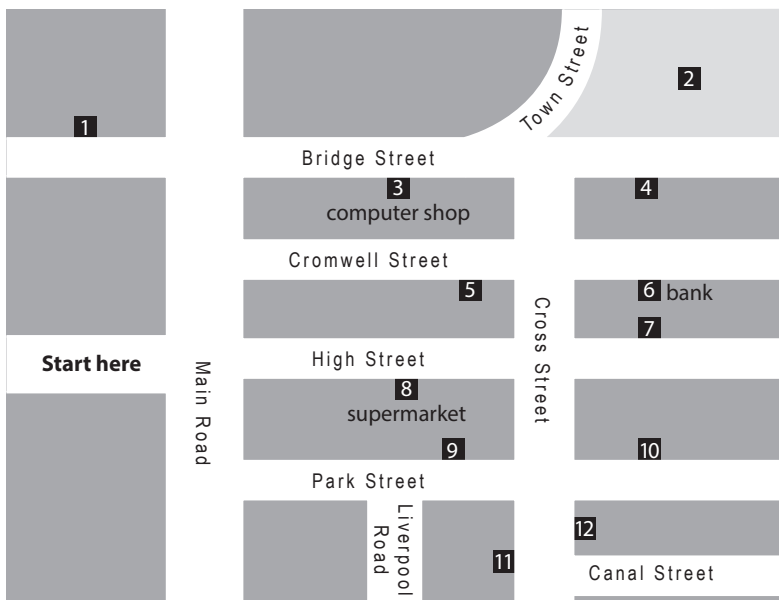 Town Street
2
1
Bridge Street
3
4
computer shop
Cromwell Street
5
6 bank
7
Cross Street
Start here
High Street
Main Road
8
supermarket
9
10
Park Street
Liverpool
Road
12
11
Canal Street